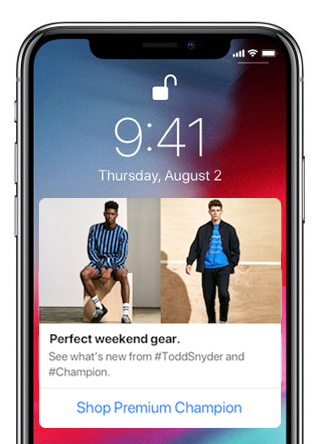 9:41
Thursday, August 2
Perfect weekend gear.
See what's new from #ToddSnyder and
#Champion.
Shop Premium Champion